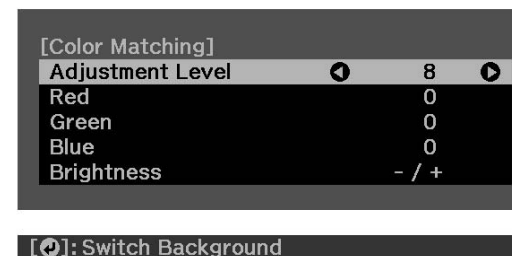 [Color Matching]
Adjustment Level 8
Red 0
Green 0
Blue 0
Brightness - / +
[⏎]: Switch Background